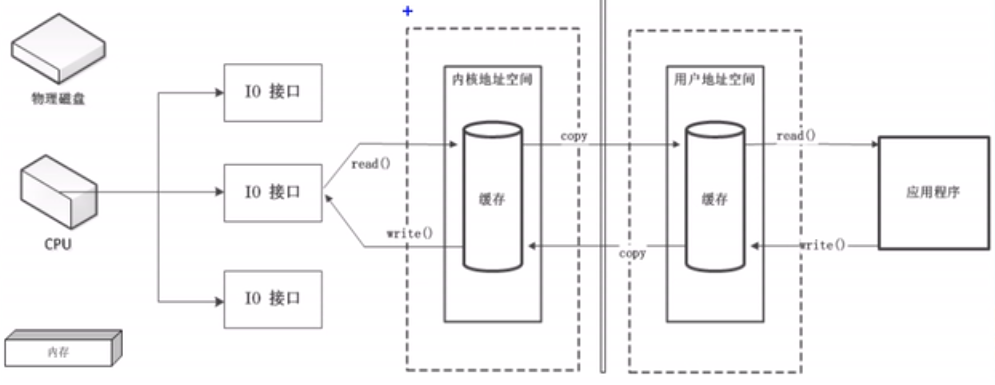 物理磁盘
CPU
内存
IO 接口
IO 接口
IO 接口
read()
write()
内核地址空间
缓存
copy
copy
用户地址空间
缓存
read()
write()
应用程序